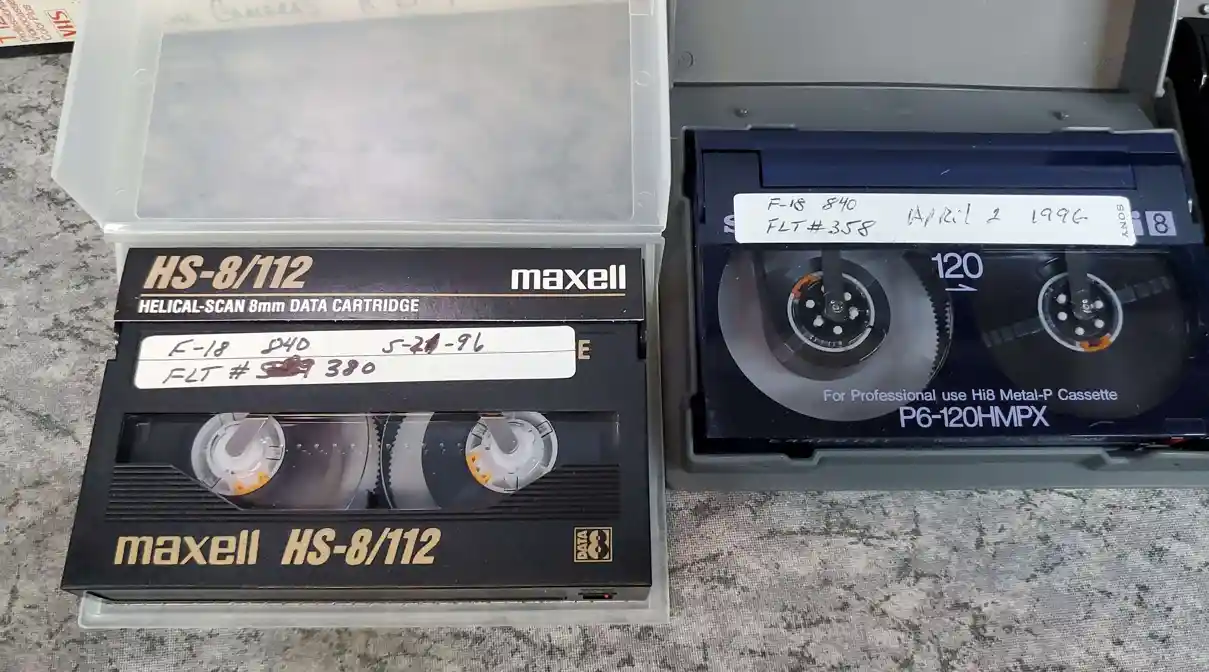 VHS
HS-8/112 maxell
HELICAL-SCAN 8mm DATA CARTRIDGE
F-18 840 5-21-96
FLT # 380
E
maxell HS-8/112
DATA 8
F-18 840 April 2 1996
FLT #358
SONY
8
120
For Professional use Hi8 Metal-P Cassette
P6-120HMPX